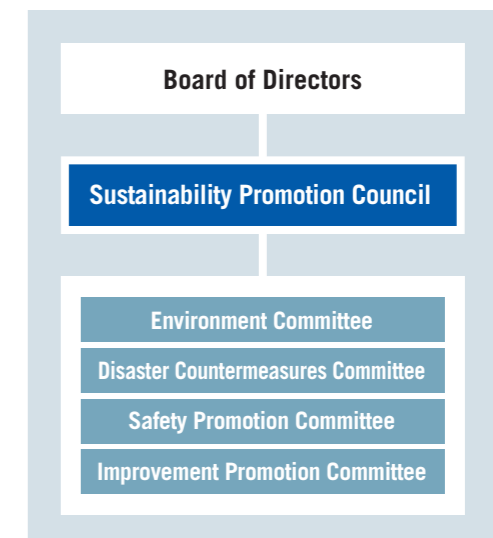 Board of Directors
Sustainability Promotion Council
Environment Committee
Disaster Countermeasures Committee
Safety Promotion Committee
Improvement Promotion Committee